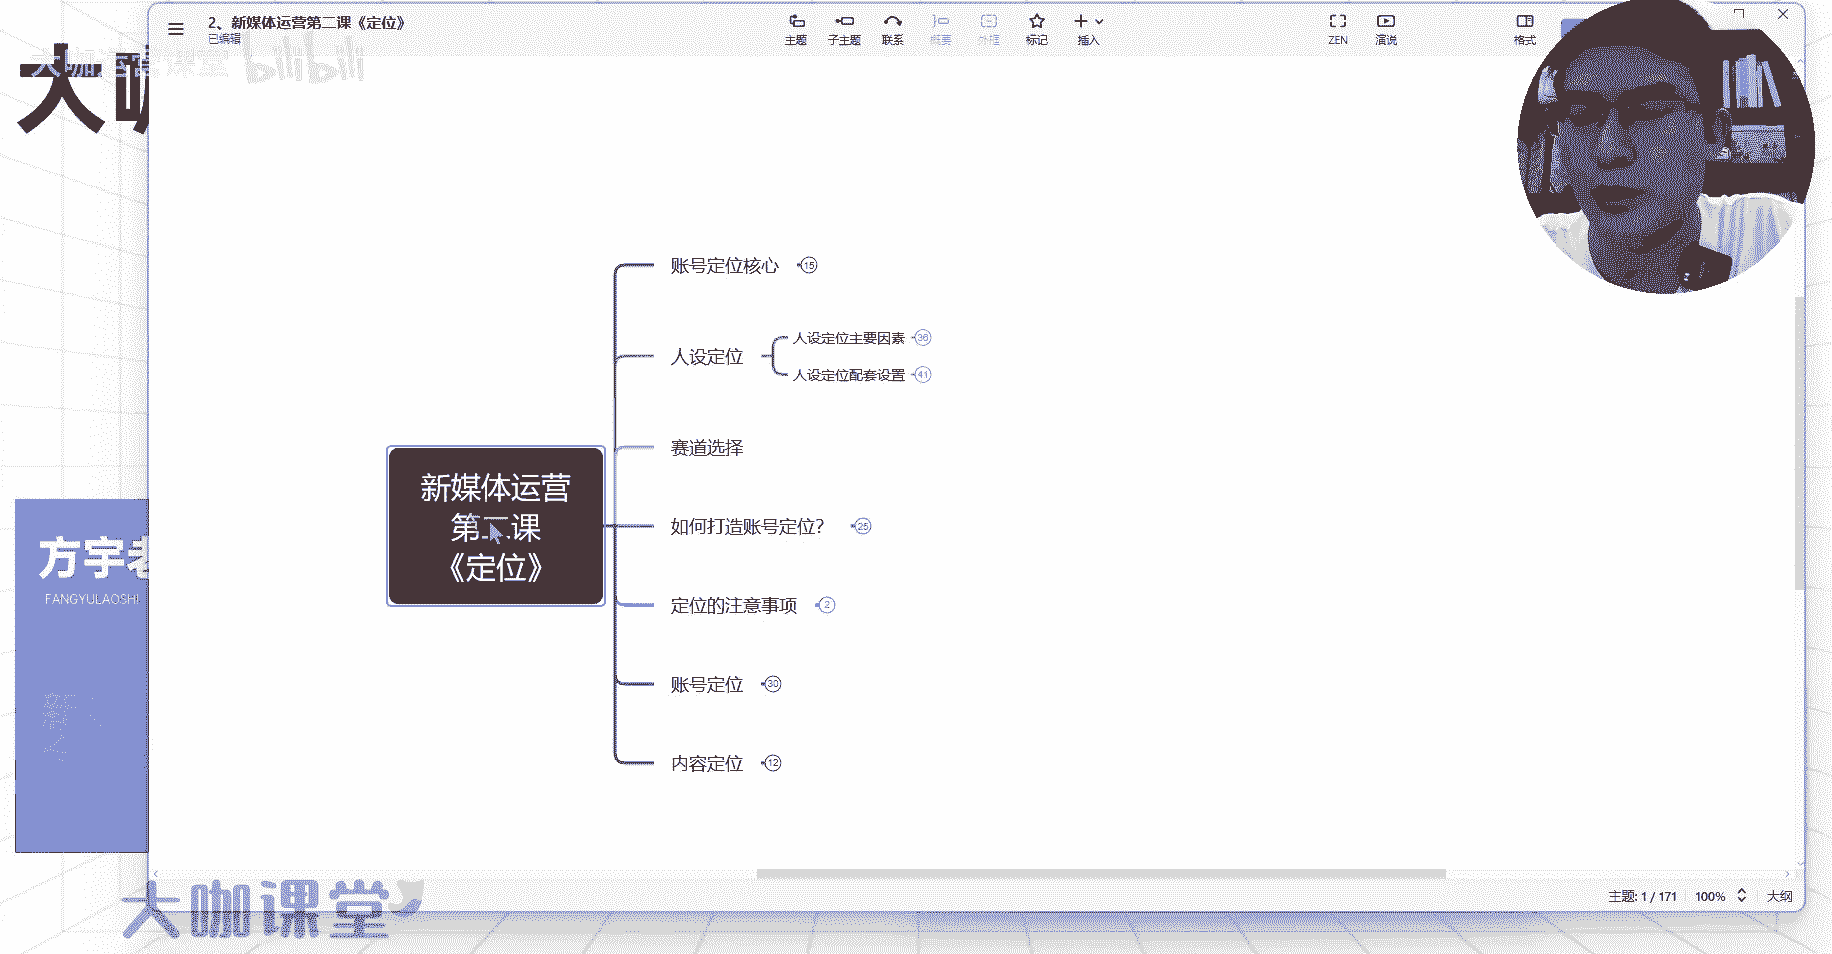 2、新媒体运营第二课《定位》
已编辑
主题
子主题
联系
概要
外框
标记
插入
ZEN
演说
格式
大咖运营课堂 bilibili
大咖
账号定位核心 15
人设定位
人设定位主要因素 36
人设定位配套设置 41
赛道选择
新媒体运营
第二课
《定位》
如何打造账号定位? 25
定位的注意事项 2
账号定位 30
内容定位 12
方宇老
FANGYULAOSHI
大咖课堂
主题: 1 / 171
100%
大纲